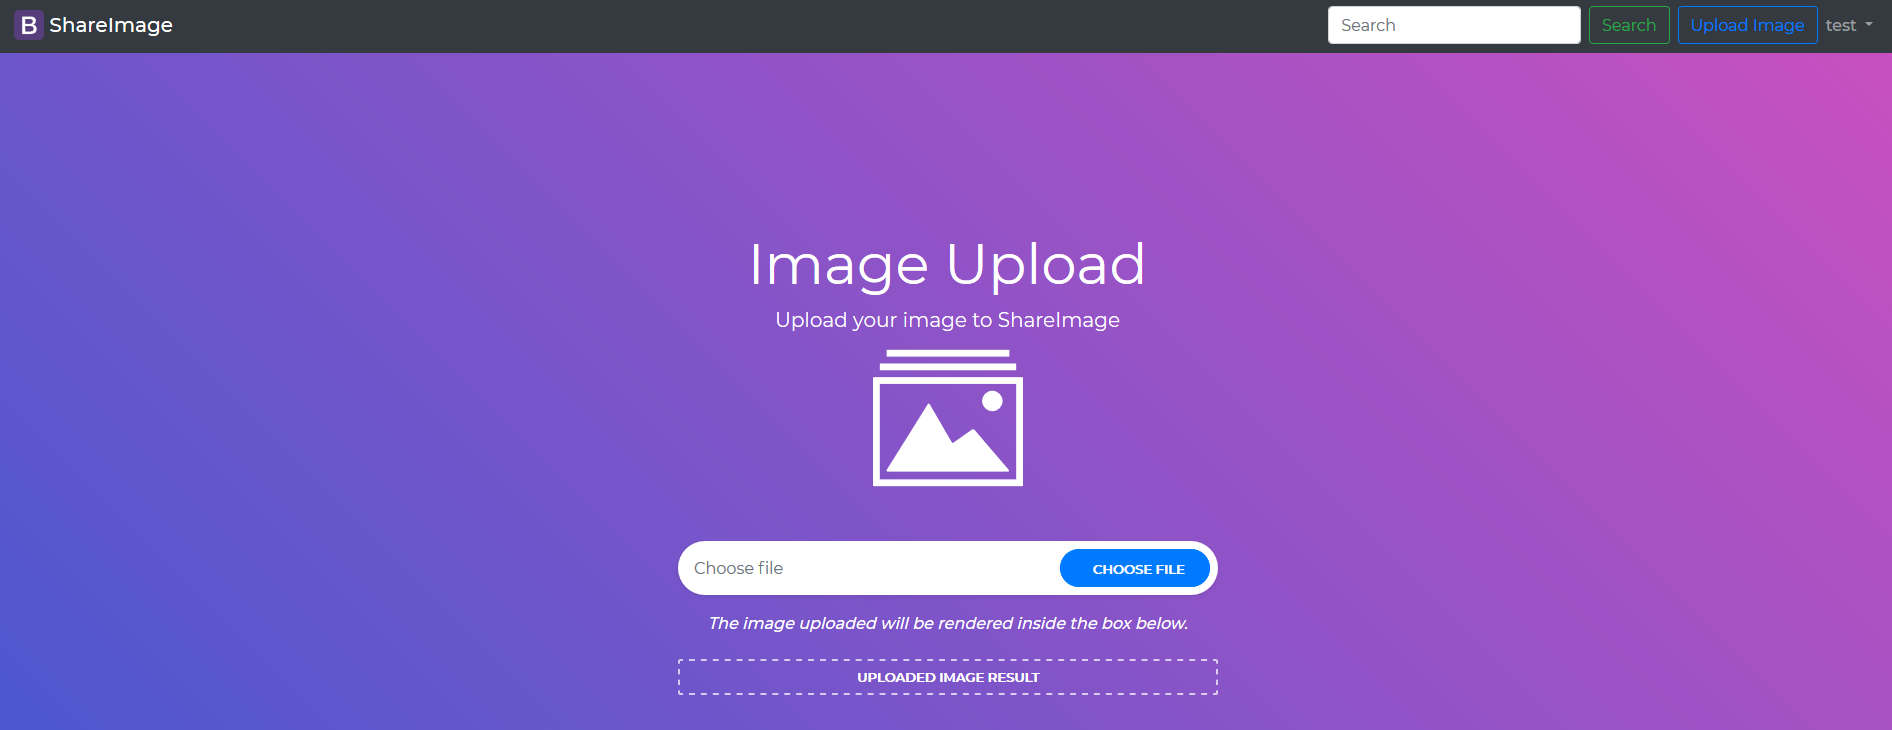 B ShareImage
Search
Search
Upload Image
test
Image Upload
Upload your image to ShareImage
Choose file
CHOOSE FILE
The image uploaded will be rendered inside the box below.
UPLOADED IMAGE RESULT